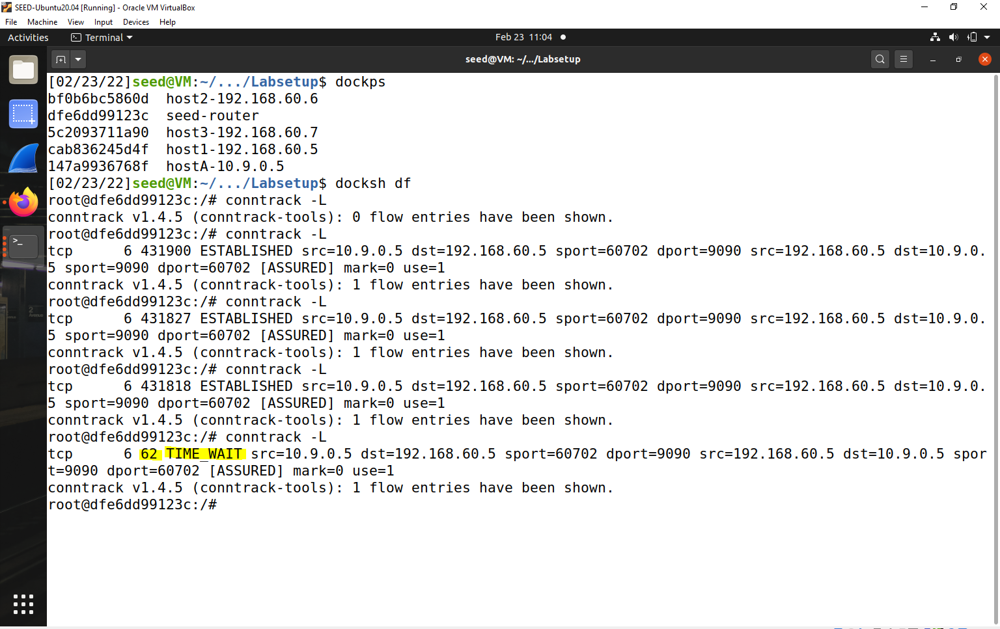 SEED-Ubuntu20.04 [Running] - Oracle VM VirtualBox
File Machine View Input Devices Help
Activities Terminal Feb 23 11:04
seed@VM: ~/.../Labsetup
[02/23/22]seed@VM:~/.../Labsetup$ dockps
bf0b6bc5860d  host2-192.168.60.6
dfe6dd99123c  seed-router
5c2093711a90  host3-192.168.60.7
cab836245d4f  host1-192.168.60.5
147a9936768f  hostA-10.9.0.5
[02/23/22]seed@VM:~/.../Labsetup$ docksh df
root@dfe6dd99123c:/# conntrack -L
conntrack v1.4.5 (conntrack-tools): 0 flow entries have been shown.
root@dfe6dd99123c:/# conntrack -L
tcp      6 431900 ESTABLISHED src=10.9.0.5 dst=192.168.60.5 sport=60702 dport=9090 src=192.168.60.5 dst=10.9.0.
5 sport=9090 dport=60702 [ASSURED] mark=0 use=1
conntrack v1.4.5 (conntrack-tools): 1 flow entries have been shown.
root@dfe6dd99123c:/# conntrack -L
tcp      6 431827 ESTABLISHED src=10.9.0.5 dst=192.168.60.5 sport=60702 dport=9090 src=192.168.60.5 dst=10.9.0.
5 sport=9090 dport=60702 [ASSURED] mark=0 use=1
conntrack v1.4.5 (conntrack-tools): 1 flow entries have been shown.
root@dfe6dd99123c:/# conntrack -L
tcp      6 431818 ESTABLISHED src=10.9.0.5 dst=192.168.60.5 sport=60702 dport=9090 src=192.168.60.5 dst=10.9.0.
5 sport=9090 dport=60702 [ASSURED] mark=0 use=1
conntrack v1.4.5 (conntrack-tools): 1 flow entries have been shown.
root@dfe6dd99123c:/# conntrack -L
tcp      6 62 TIME_WAIT src=10.9.0.5 dst=192.168.60.5 sport=60702 dport=9090 src=192.168.60.5 dst=10.9.0.5 spor
t=9090 dport=60702 [ASSURED] mark=0 use=1
conntrack v1.4.5 (conntrack-tools): 1 flow entries have been shown.
root@dfe6dd99123c:/#